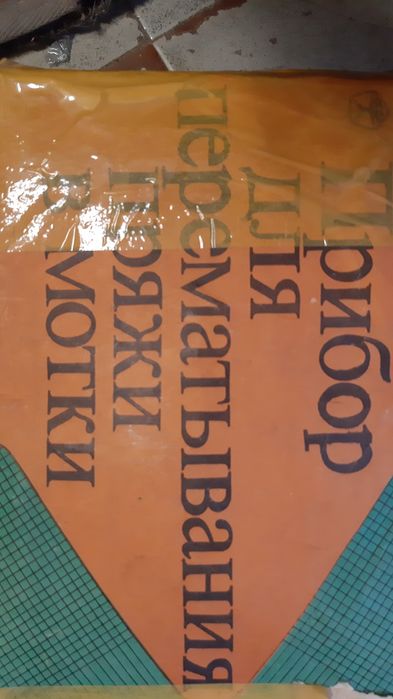 Прибор
для
перематывания
пряжи
в мотки